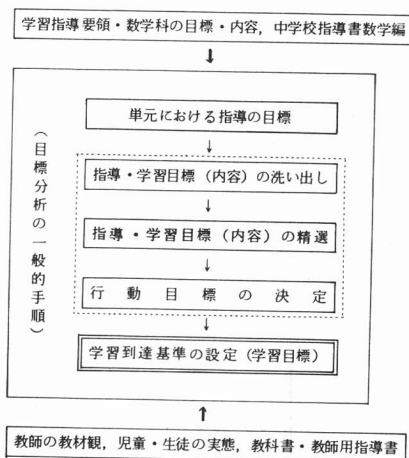 学習指導要領・数学科の目標・内容，中学校指導書数学編
(目標分析の一般的手順)
単元における指導の目標
指導・学習目標（内容）の洗い出し
指導・学習目標（内容）の精選
行動目標の決定
学習到達基準の設定（学習目標）
教師の教材観，児童・生徒の実態，教科書・教師用指導書